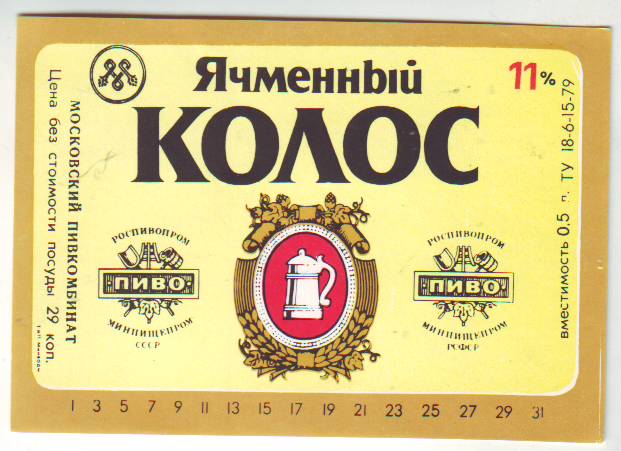 Ячменный
11%
КОЛОС
МОСКОВСКИЙ ПИВКОМБИНАТ
Цена без стоимости посуды 29 коп.
РОСПИВОПРОМ
ПИВО
МИНПИЩЕПРОМ
СССР
РОСПИВОПРОМ
ПИВО
МИНПИЩЕПРОМ
РСФСР
вместимость 0,5 л. ТУ 18-6-15-79
1 3 5 7 9 11 13 15 17 19 21 23 25 27 29 31